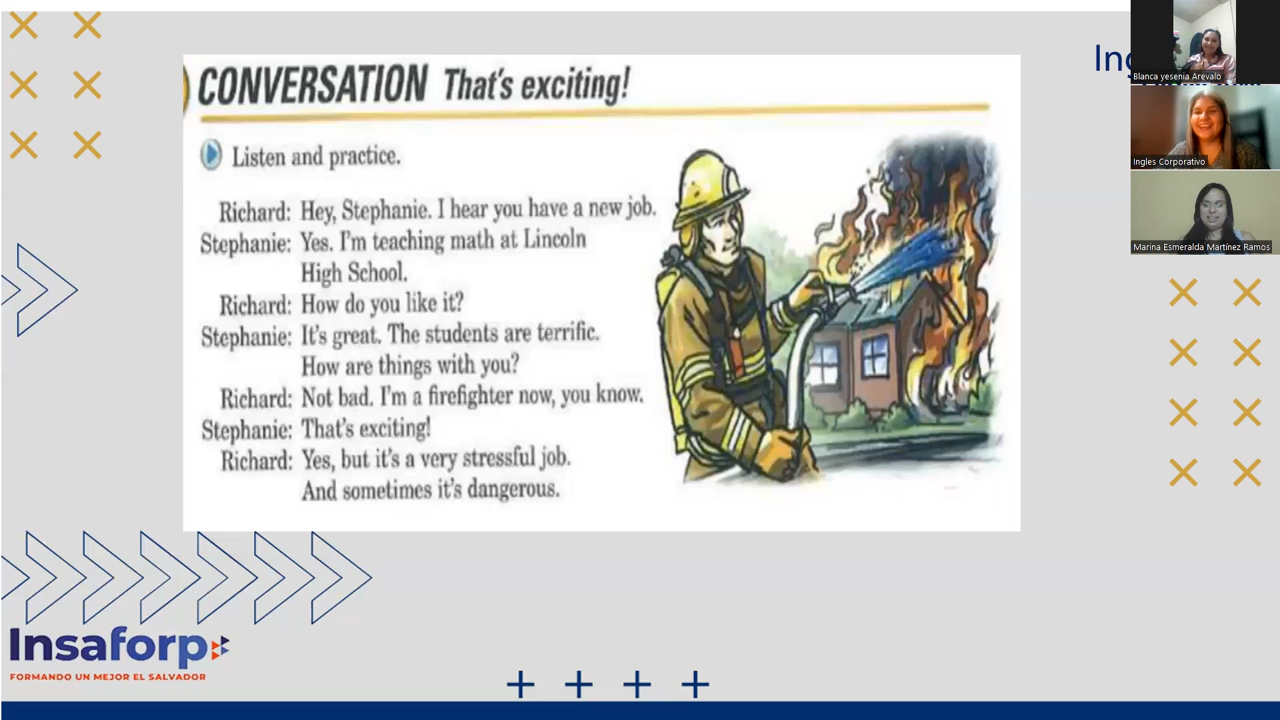 CONVERSATION That's exciting!
Listen and practice.
Richard: Hey, Stephanie. I hear you have a new job.
Stephanie: Yes. I'm teaching math at Lincoln
High School.
Richard: How do you like it?
Stephanie: It's great. The students are terrific.
How are things with you?
Richard: Not bad. I'm a firefighter now, you know.
Stephanie: That's exciting!
Richard: Yes, but it's a very stressful job.
And sometimes it's dangerous.
Blanca yesenia Arevalo
Ingles Corporativo
Marina Esmeralda Martínez Ramos
Insaforp
FORMANDO UN MEJOR EL SALVADOR